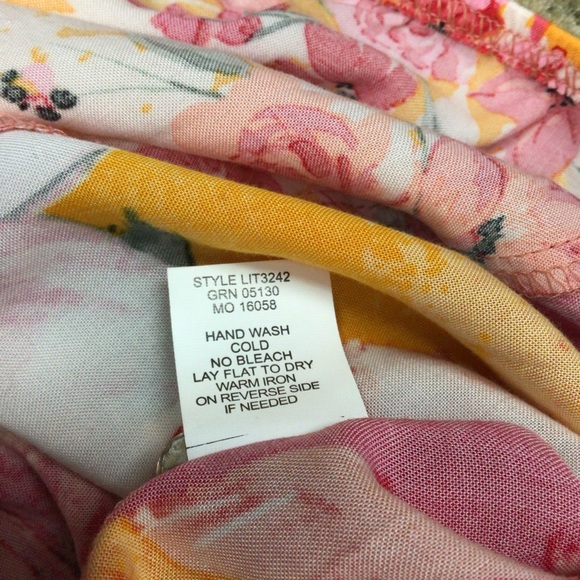 STYLE LIT3242
GRN 05130
MO 16058
HAND WASH
COLD
NO BLEACH
LAY FLAT TO DRY
WARM IRON
ON REVERSE SIDE
IF NEEDED